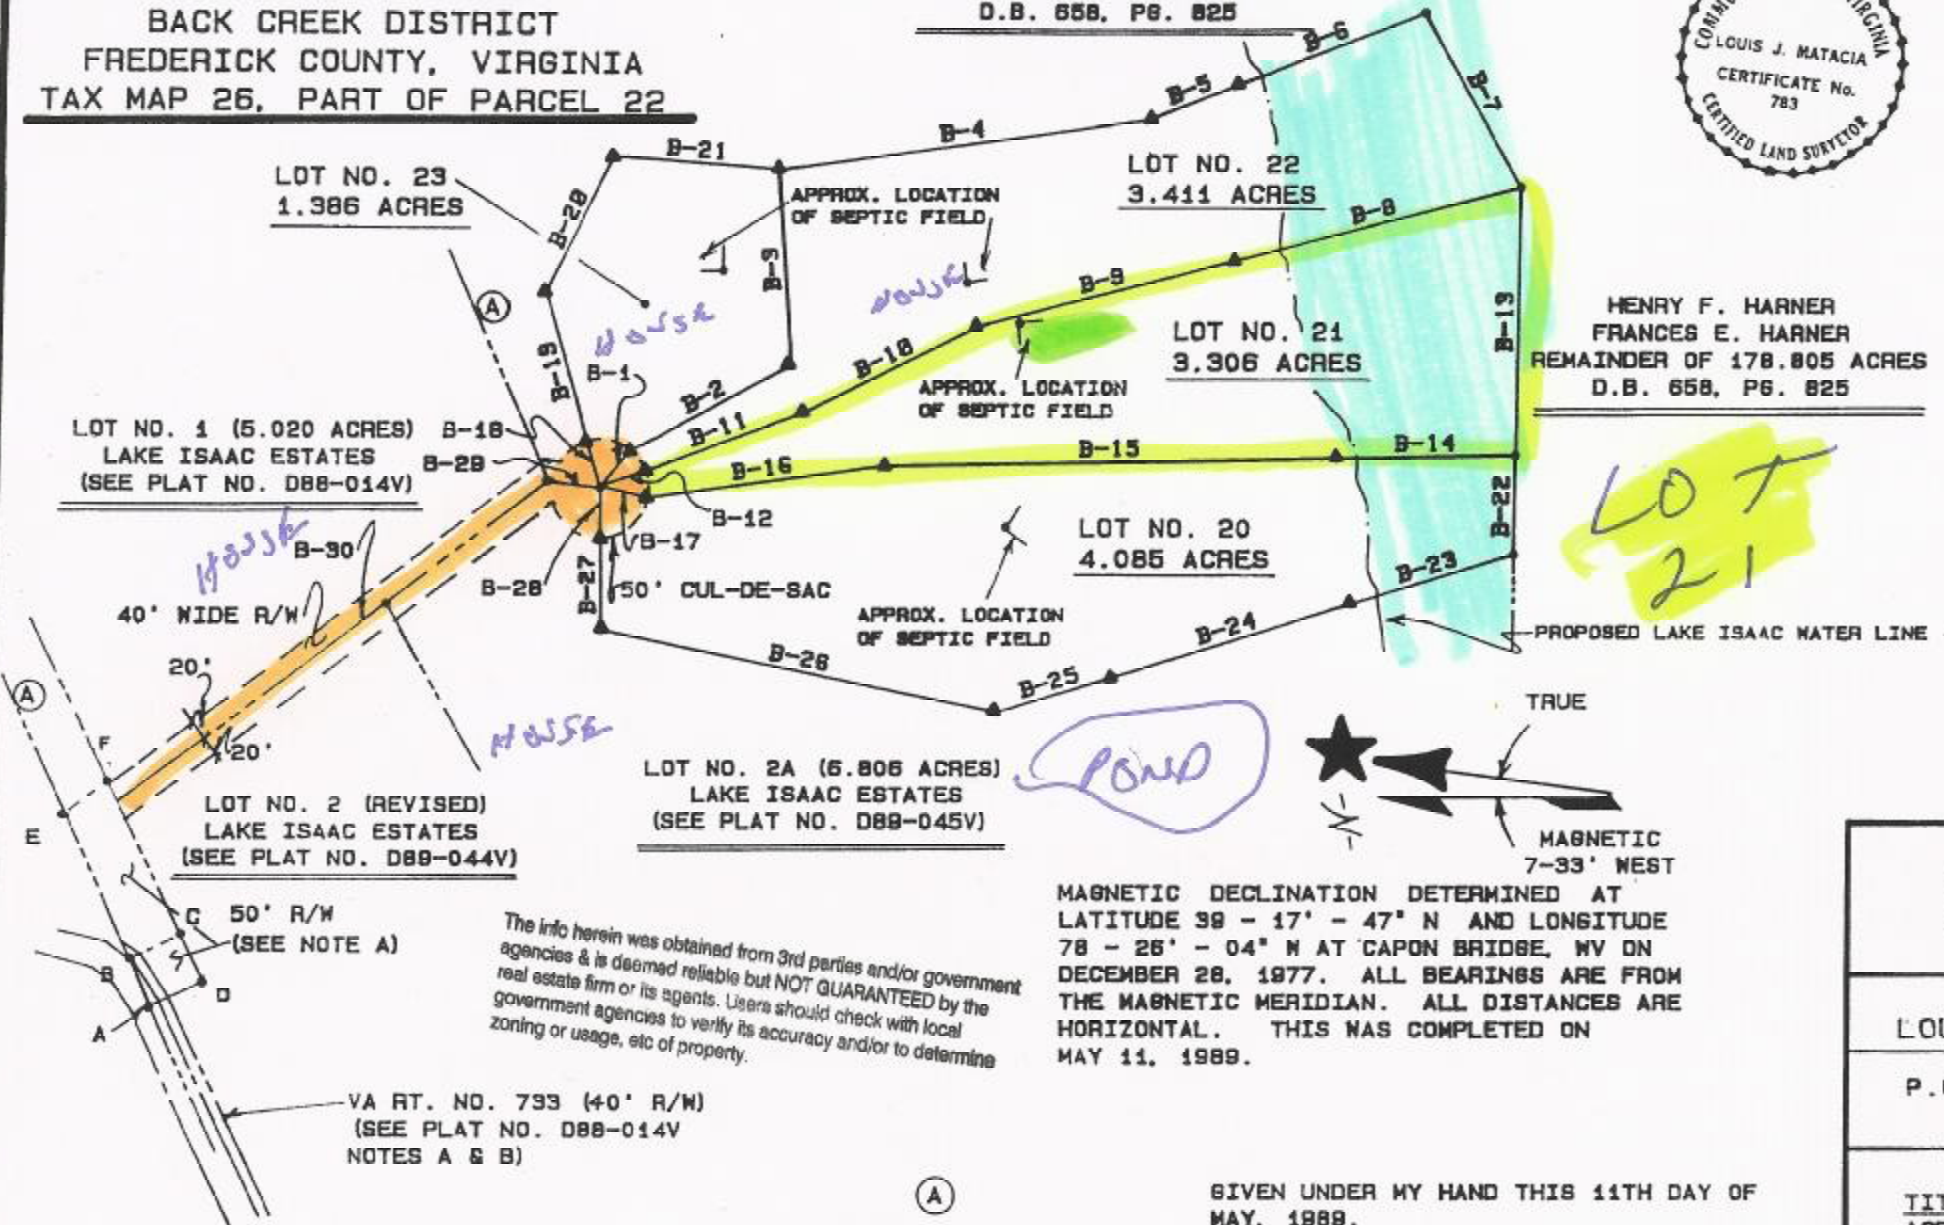 BACK CREEK DISTRICT
FREDERICK COUNTY, VIRGINIA
TAX MAP 26, PART OF PARCEL 22
D.B. 658, PG. 825
LOUIS J. MATACIA
CERTIFICATE No.
783
CERTIFIED LAND SURVEYOR
VIRGINIA
B-6
B-5
B-7
B-4
B-21
LOT NO. 23
1.386 ACRES
B-20
APPROX. LOCATION
OF SEPTIC FIELD
LOT NO. 22
3.411 ACRES
B-8
B-3
B-9
HOUSE
HOUSE
A
B-19
B-1
B-2
B-10
LOT NO. 21
3.306 ACRES
B-13
HENRY F. HARNER
FRANCES E. HARNER
REMAINDER OF 178.805 ACRES
D.B. 658, PG. 825
APPROX. LOCATION
OF SEPTIC FIELD
LOT NO. 1 (5.020 ACRES)
LAKE ISAAC ESTATES
(SEE PLAT NO. D88-014V)
B-18
B-29
B-11
B-16
B-15
B-14
LOT
21
B-12
B-17
B-22
HOUSE
B-30
B-28
B-27
50' CUL-DE-SAC
LOT NO. 20
4.085 ACRES
B-23
40' WIDE R/W
APPROX. LOCATION
OF SEPTIC FIELD
B-24
PROPOSED LAKE ISAAC WATER LINE
20'
20'
A
B-26
B-25
HOUSE
POND
TRUE
F
E
LOT NO. 2A (6.806 ACRES)
LAKE ISAAC ESTATES
(SEE PLAT NO. D89-045V)
-N-
LOT NO. 2 (REVISED)
LAKE ISAAC ESTATES
(SEE PLAT NO. D89-044V)
MAGNETIC
7-33' WEST
C
50' R/W
(SEE NOTE A)
B
D
A
The info herein was obtained from 3rd parties and/or government
agencies & is deemed reliable but NOT GUARANTEED by the
real estate firm or its agents. Users should check with local
government agencies to verify its accuracy and/or to determine
zoning or usage, etc of property.
MAGNETIC DECLINATION DETERMINED AT
LATITUDE 39 - 17' - 47" N AND LONGITUDE
78 - 26' - 04" W AT CAPON BRIDGE, WV ON
DECEMBER 28, 1977. ALL BEARINGS ARE FROM
THE MAGNETIC MERIDIAN. ALL DISTANCES ARE
HORIZONTAL. THIS WAS COMPLETED ON
MAY 11, 1989.
VA RT. NO. 733 (40' R/W)
(SEE PLAT NO. D88-014V
NOTES A & B)
A
GIVEN UNDER MY HAND THIS 11TH DAY OF
MAY, 1989.
LOU
P.O
TIT